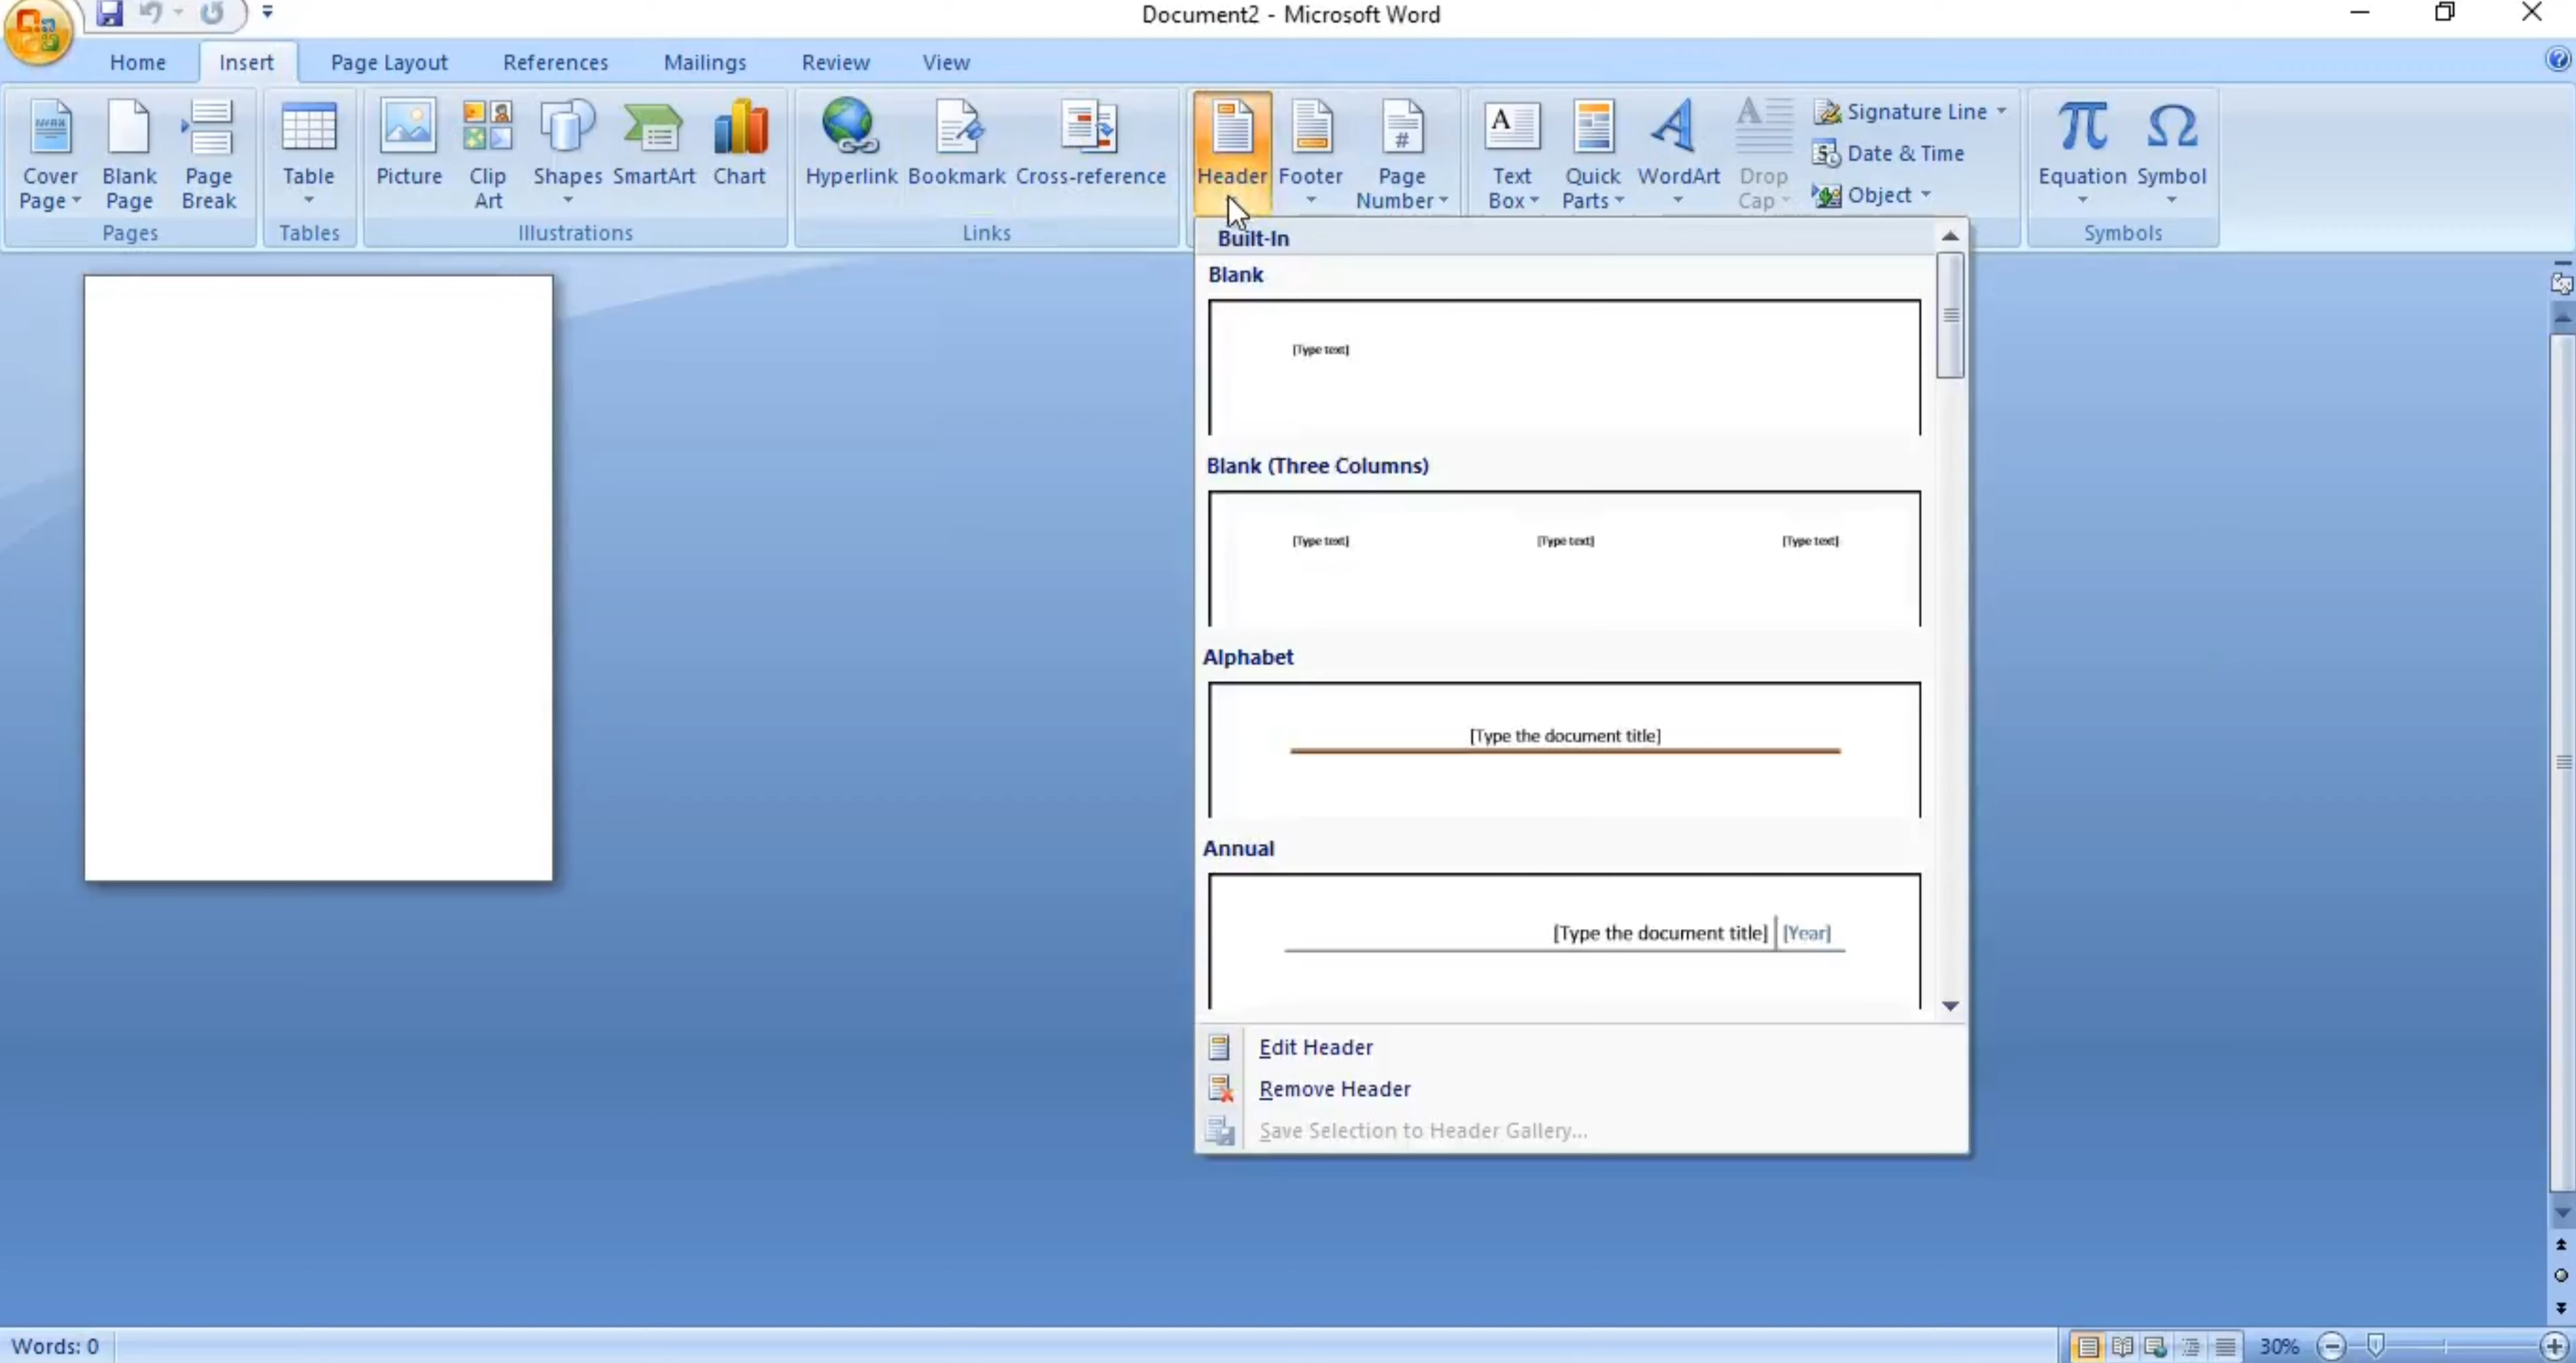 Document2 - Microsoft Word
Home Insert Page Layout References Mailings Review View
Cover Page
Blank Page
Page Break
Pages
Table
Tables
Picture
Clip Art
Shapes
SmartArt
Chart
Illustrations
Hyperlink
Bookmark
Cross-reference
Links
Header
Footer
Page Number
Text Box
Quick Parts
WordArt
Drop Cap
Signature Line
Date & Time
Object
Equation
Symbol
Symbols
Built-In
Blank
[Type text]
Blank (Three Columns)
[Type text] [Type text] [Type text]
Alphabet
[Type the document title]
Annual
[Type the document title] [Year]
Edit Header
Remove Header
Save Selection to Header Gallery...
Words: 0
30%